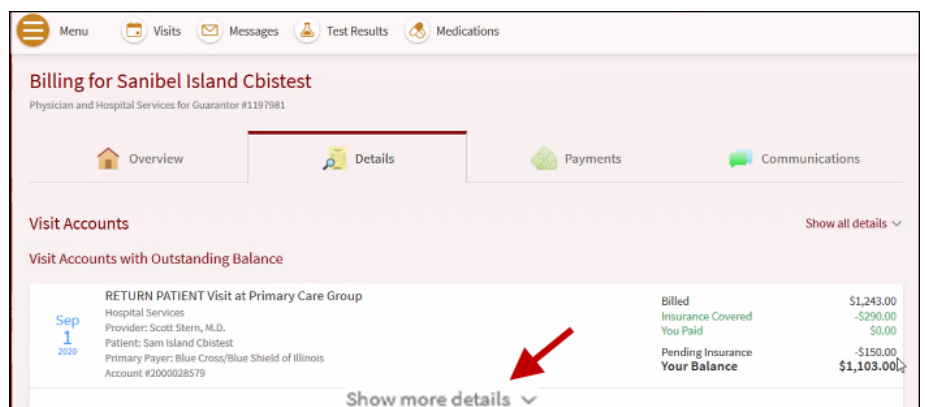 Menu Visits Messages Test Results Medications
Billing for Sanibel Island Cbistest
Physician and Hospital Services for Guarantor #1197981
Overview Details Payments Communications
Visit Accounts Show all details
Visit Accounts with Outstanding Balance
Sep
1
2020
RETURN PATIENT Visit at Primary Care Group
Hospital Services
Provider: Scott Stern, M.D.
Patient: Sam Island Cbistest
Primary Payer: Blue Cross/Blue Shield of Illinois
Account #2000028579
Billed $1,243.00
Insurance Covered -$290.00
You Paid $0.00
Pending Insurance -$150.00
Your Balance $1,103.00
Show more details